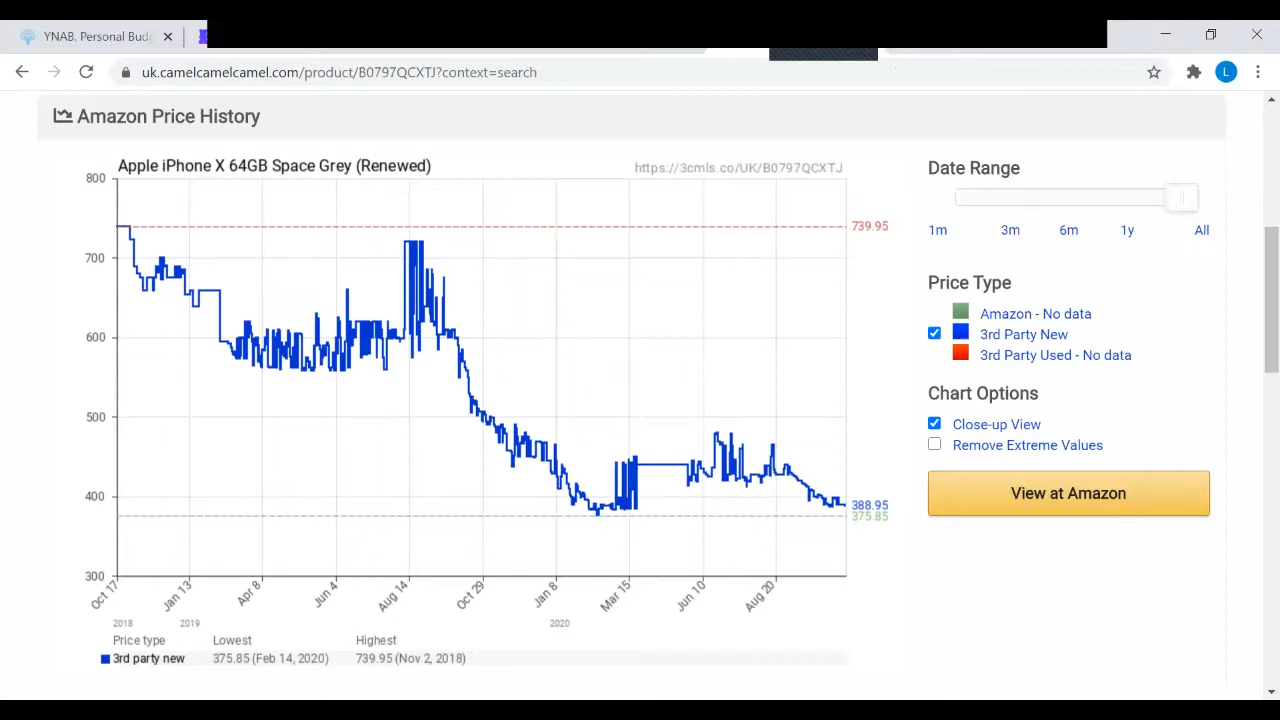 YNAB. Personal Bud
uk.camelcamelcamel.com/product/B0797QCXTJ?context=search
L
Amazon Price History
Apple iPhone X 64GB Space Grey (Renewed)
https://3cmls.co/UK/B0797QCXTJ
800
700
600
500
400
300
739.95
388.95
375.85
Oct 17
Jan 13
Apr 8
Jun 4
Aug 14
Oct 29
Jan 8
Mar 15
Jun 10
Aug 20
2018
2019
2020
Price type Lowest Highest
3rd party new 375.85 (Feb 14, 2020) 739.95 (Nov 2, 2018)
Date Range
1m 3m 6m 1y All
Price Type
Amazon - No data
3rd Party New
3rd Party Used - No data
Chart Options
Close-up View
Remove Extreme Values
View at Amazon